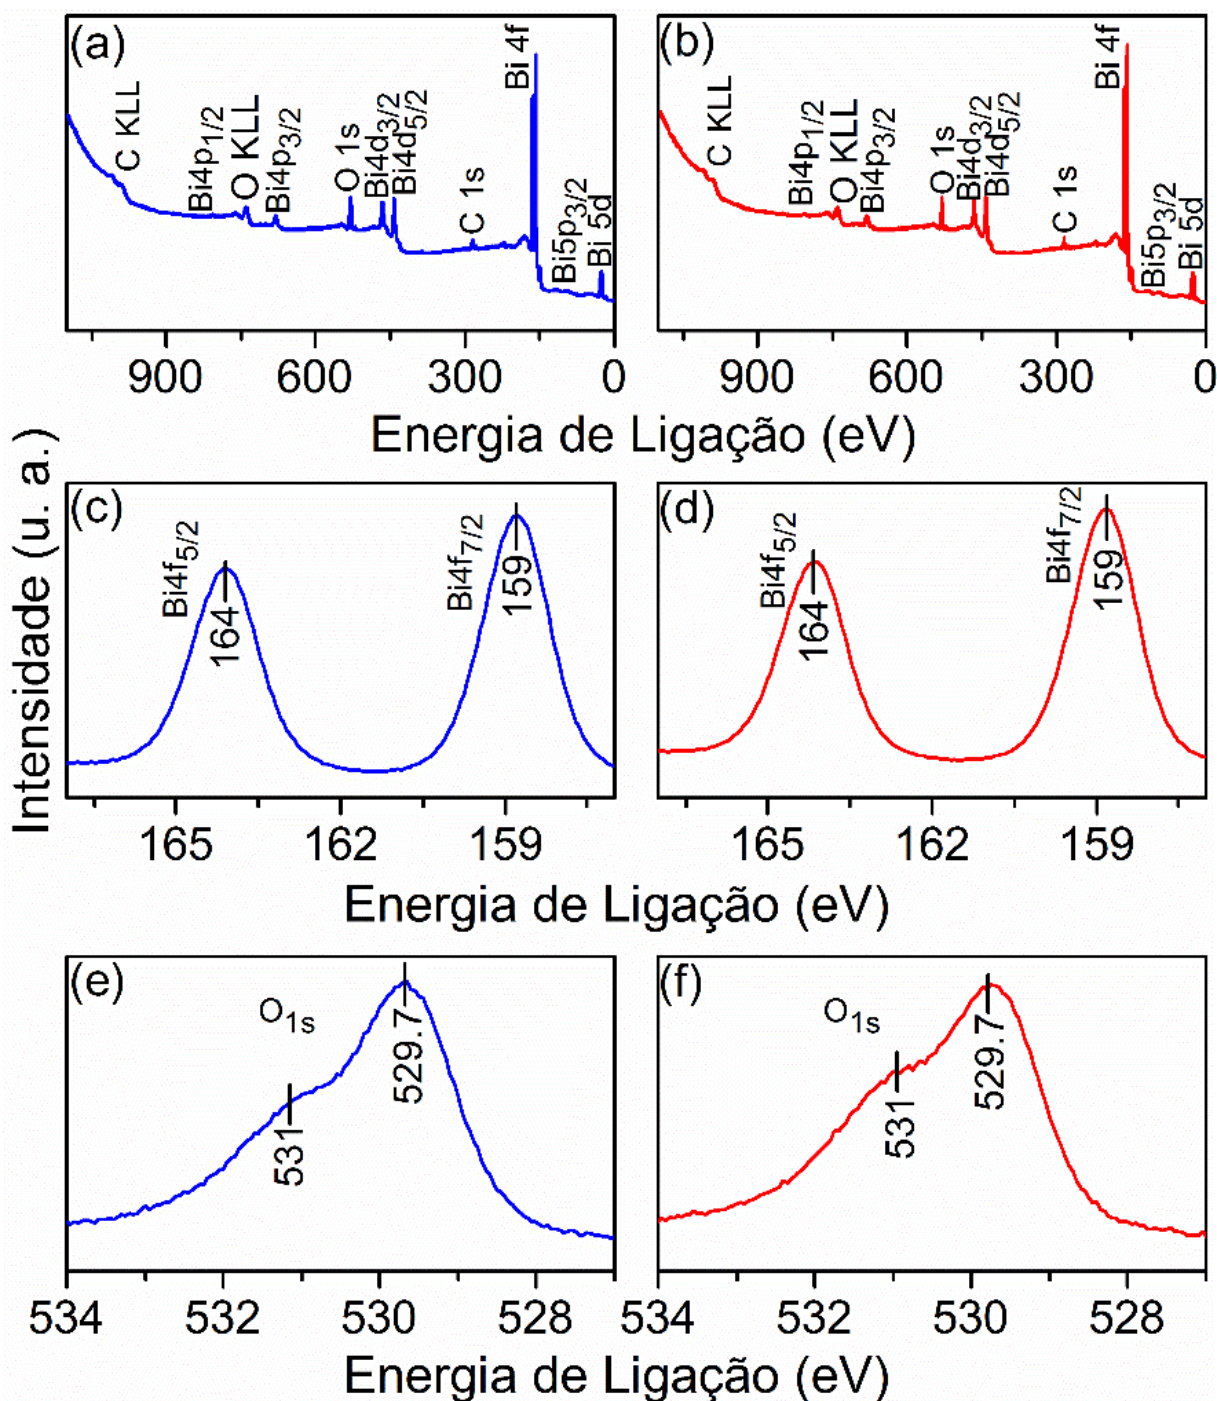 (a)
C KLL
Bi4p1/2
O KLL
Bi4p3/2
O 1s
Bi4d3/2
Bi4d5/2
C 1s
Bi 4f
Bi5p3/2
Bi 5d
900 600 300 0
(b)
C KLL
Bi4p1/2
O KLL
Bi4p3/2
O 1s
Bi4d3/2
Bi4d5/2
C 1s
Bi 4f
Bi5p3/2
Bi 5d
900 600 300 0
Energia de Ligação (eV)
Intensidade (u. a.)
(c)
Bi4f5/2
164
Bi4f7/2
159
165 162 159
(d)
Bi4f5/2
164
Bi4f7/2
159
165 162 159
Energia de Ligação (eV)
(e)
O1s
531
529.7
534 532 530 528
(f)
O1s
531
529.7
534 532 530 528
Energia de Ligação (eV)